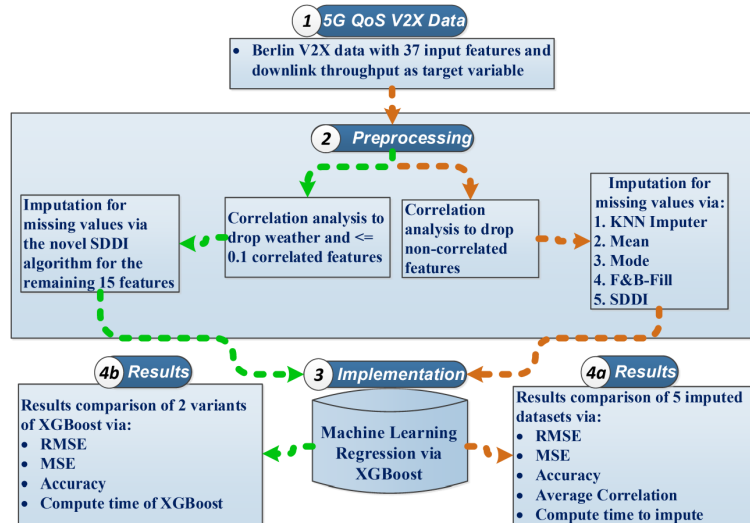 1 5G QoS V2X Data
• Berlin V2X data with 37 input features and
downlink throughput as target variable
2 Preprocessing
Imputation for
missing values via
the novel SDDI
algorithm for the
remaining 15 features
Correlation analysis to
drop weather and <=
0.1 correlated features
Correlation
analysis to drop
non-correlated
features
Imputation for
missing values via:
1. KNN Imputer
2. Mean
3. Mode
4. F&B-Fill
5. SDDI
3 Implementation
Machine Learning
Regression via
XGBoost
4b Results
Results comparison of 2 variants
of XGBoost via:
• RMSE
• MSE
• Accuracy
• Compute time of XGBoost
4a Results
Results comparison of 5 imputed
datasets via:
• RMSE
• MSE
• Accuracy
• Average Correlation
• Compute time to impute